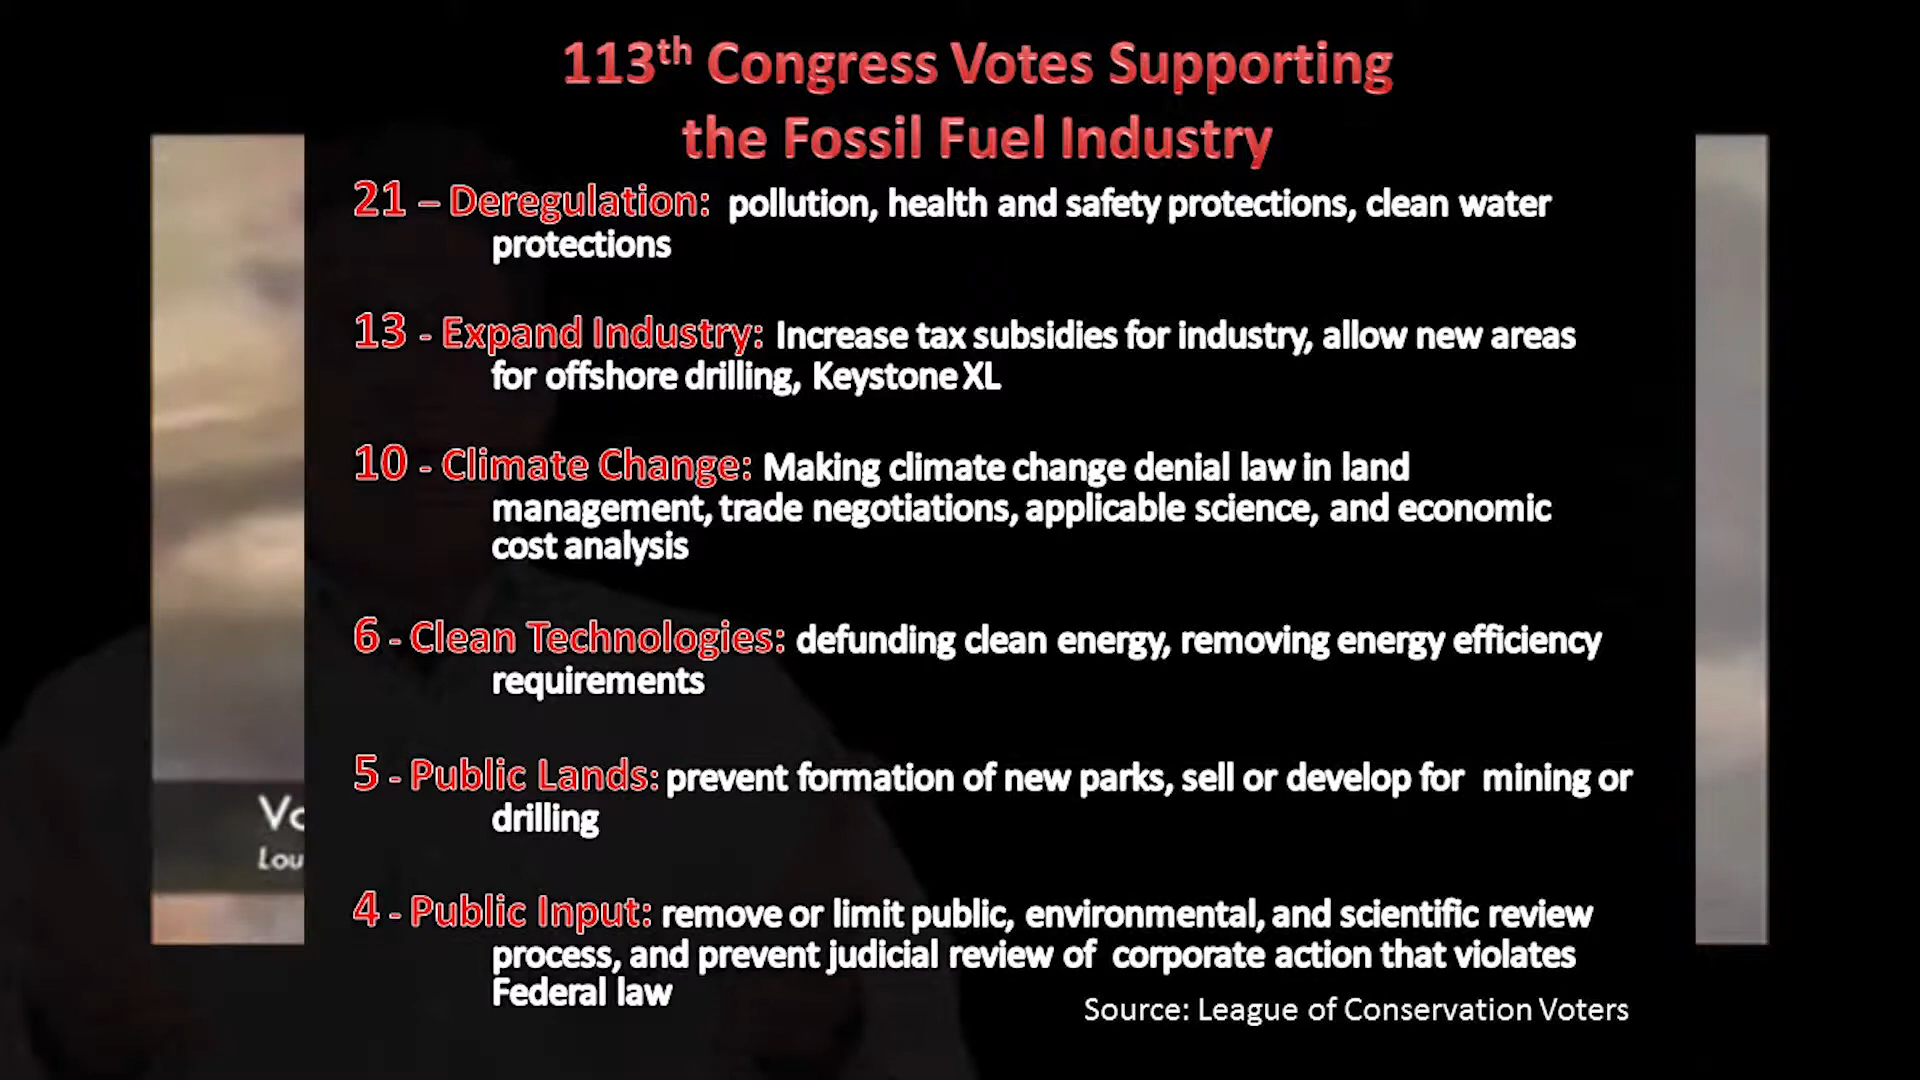 113th Congress Votes Supporting
the Fossil Fuel Industry
21 – Deregulation: pollution, health and safety protections, clean water
protections
13 - Expand Industry: Increase tax subsidies for industry, allow new areas
for offshore drilling, Keystone XL
10 - Climate Change: Making climate change denial law in land
management, trade negotiations, applicable science, and economic
cost analysis
6 - Clean Technologies: defunding clean energy, removing energy efficiency
requirements
5 - Public Lands: prevent formation of new parks, sell or develop for mining or
drilling
4 - Public Input: remove or limit public, environmental, and scientific review
process, and prevent judicial review of corporate action that violates
Federal law
Source: League of Conservation Voters